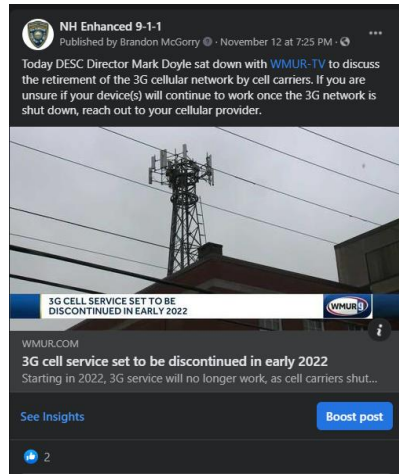 NH Enhanced 9-1-1
Published by Brandon McGorry · November 12 at 7:25 PM ·
Today DESC Director Mark Doyle sat down with WMUR-TV to discuss
the retirement of the 3G cellular network by cell carriers. If you are
unsure if your device(s) will continue to work once the 3G network is
shut down, reach out to your cellular provider.
3G CELL SERVICE SET TO BE
DISCONTINUED IN EARLY 2022
WMUR 9
i
WMUR.COM
3G cell service set to be discontinued in early 2022
Starting in 2022, 3G service will no longer work, as cell carriers shut...
See Insights
Boost post
2